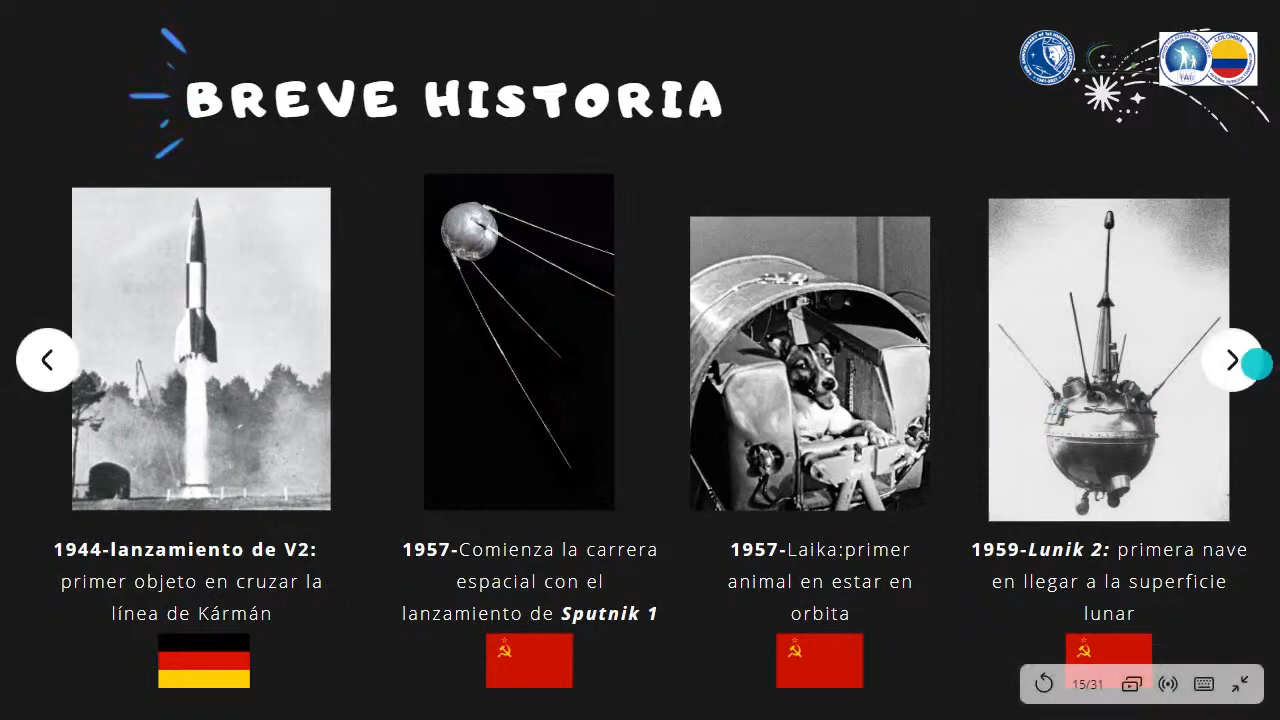 BREVE HISTORIA
COLOMBIA
1944-lanzamiento de V2:
primer objeto en cruzar la
línea de Kármán
1957-Comienza la carrera
espacial con el
lanzamiento de Sputnik 1
1957-Laika:primer
animal en estar en
orbita
1959-Lunik 2: primera nave
en llegar a la superficie
lunar
15/31